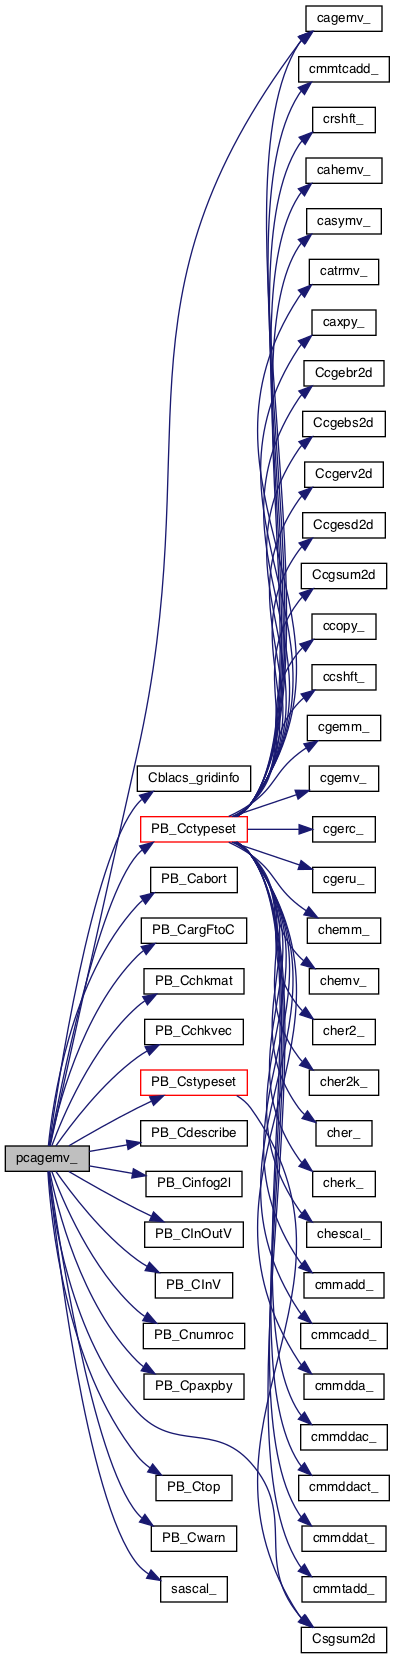 cagemv_
cmmtcadd_
crshft_
cahemv_
casymv_
catrmv_
caxpy_
Ccgebr2d
Ccgebs2d
Ccgerv2d
Ccgesd2d
Ccgsum2d
ccopy_
ccshft_
cgemm_
Cblacs_gridinfo
cgemv_
PB_Cctypeset
cgerc_
PB_Cabort
cgeru_
PB_CargFtoC
chemm_
PB_Cchkmat
chemv_
PB_Cchkvec
cher2_
PB_Cstypeset
cher2k_
PB_Cdescribe
cher_
pcagemv_
PB_Cinfog2l
cherk_
PB_CInOutV
chescal_
PB_CInV
cmmadd_
PB_Cnumroc
cmmcadd_
PB_Cpaxpby
cmmdda_
cmmddac_
PB_Ctop
cmmddact_
PB_Cwarn
cmmddat_
sascal_
cmmtadd_
Csgsum2d